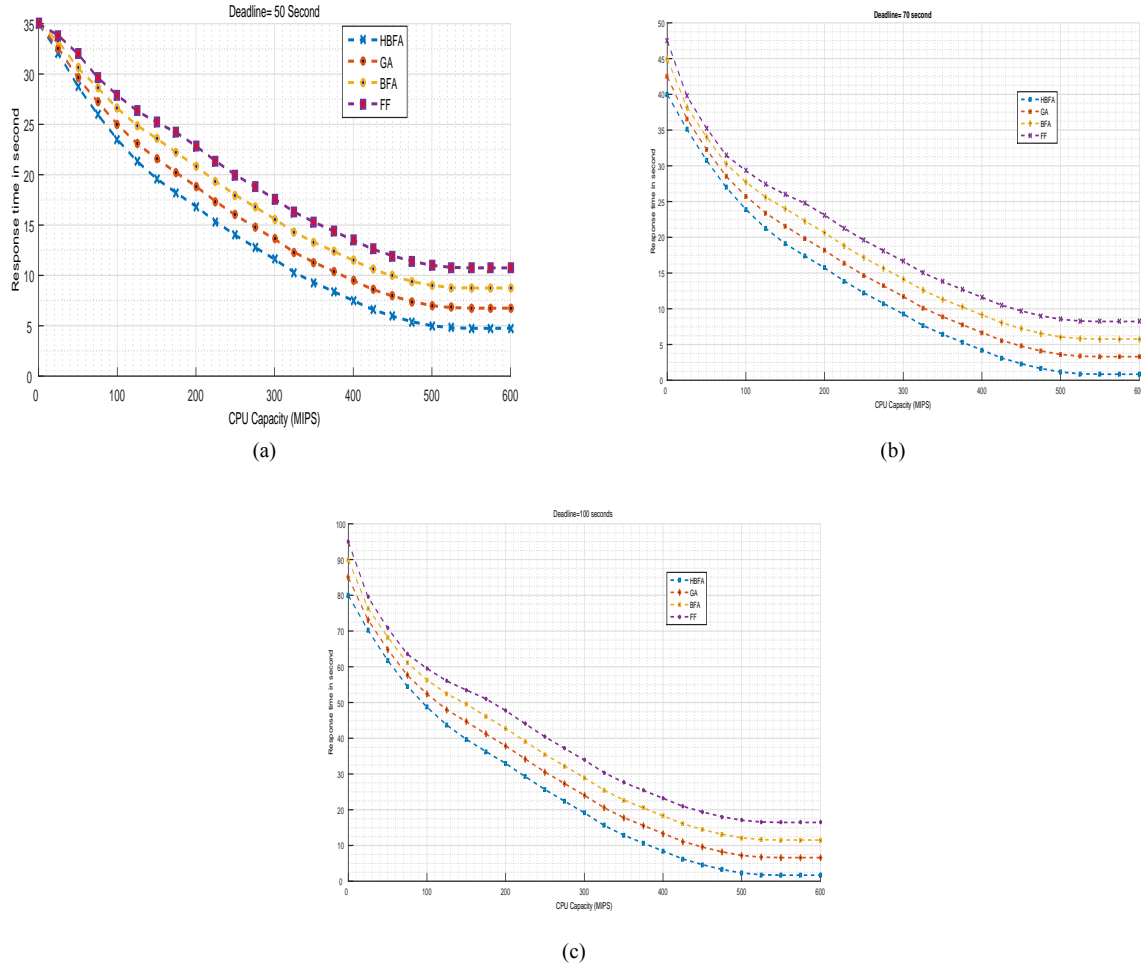 Deadline= 50 Second
35
30
25
20
15
10
5
0
Response time in second
HBFA
GA
BFA
FF
0 100 200 300 400 500 600
CPU Capacity (MIPS)
(a)
Deadline= 70 second
50
45
40
35
30
25
20
15
10
5
0
Response time in second
HBFA
GA
BFA
FF
0 100 200 300 400 500 600
CPU Capacity (MIPS)
(b)
Deadline=100 seconds
100
90
80
70
60
50
40
30
20
10
0
Response time in second
HBFA
GA
BFA
FF
0 100 200 300 400 500 600
CPU Capacity (MIPS)
(c)